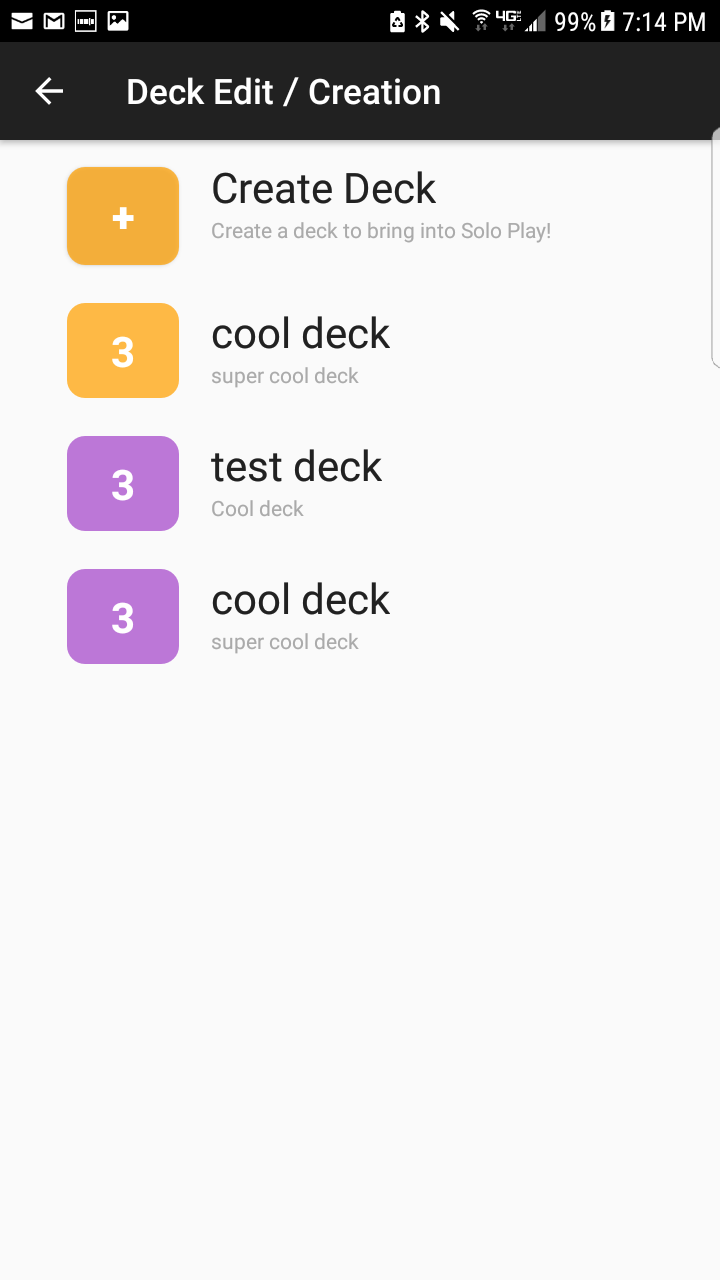 99% 7:14 PM
Deck Edit / Creation
+
Create Deck
Create a deck to bring into Solo Play!
3
cool deck
super cool deck
3
test deck
Cool deck
3
cool deck
super cool deck